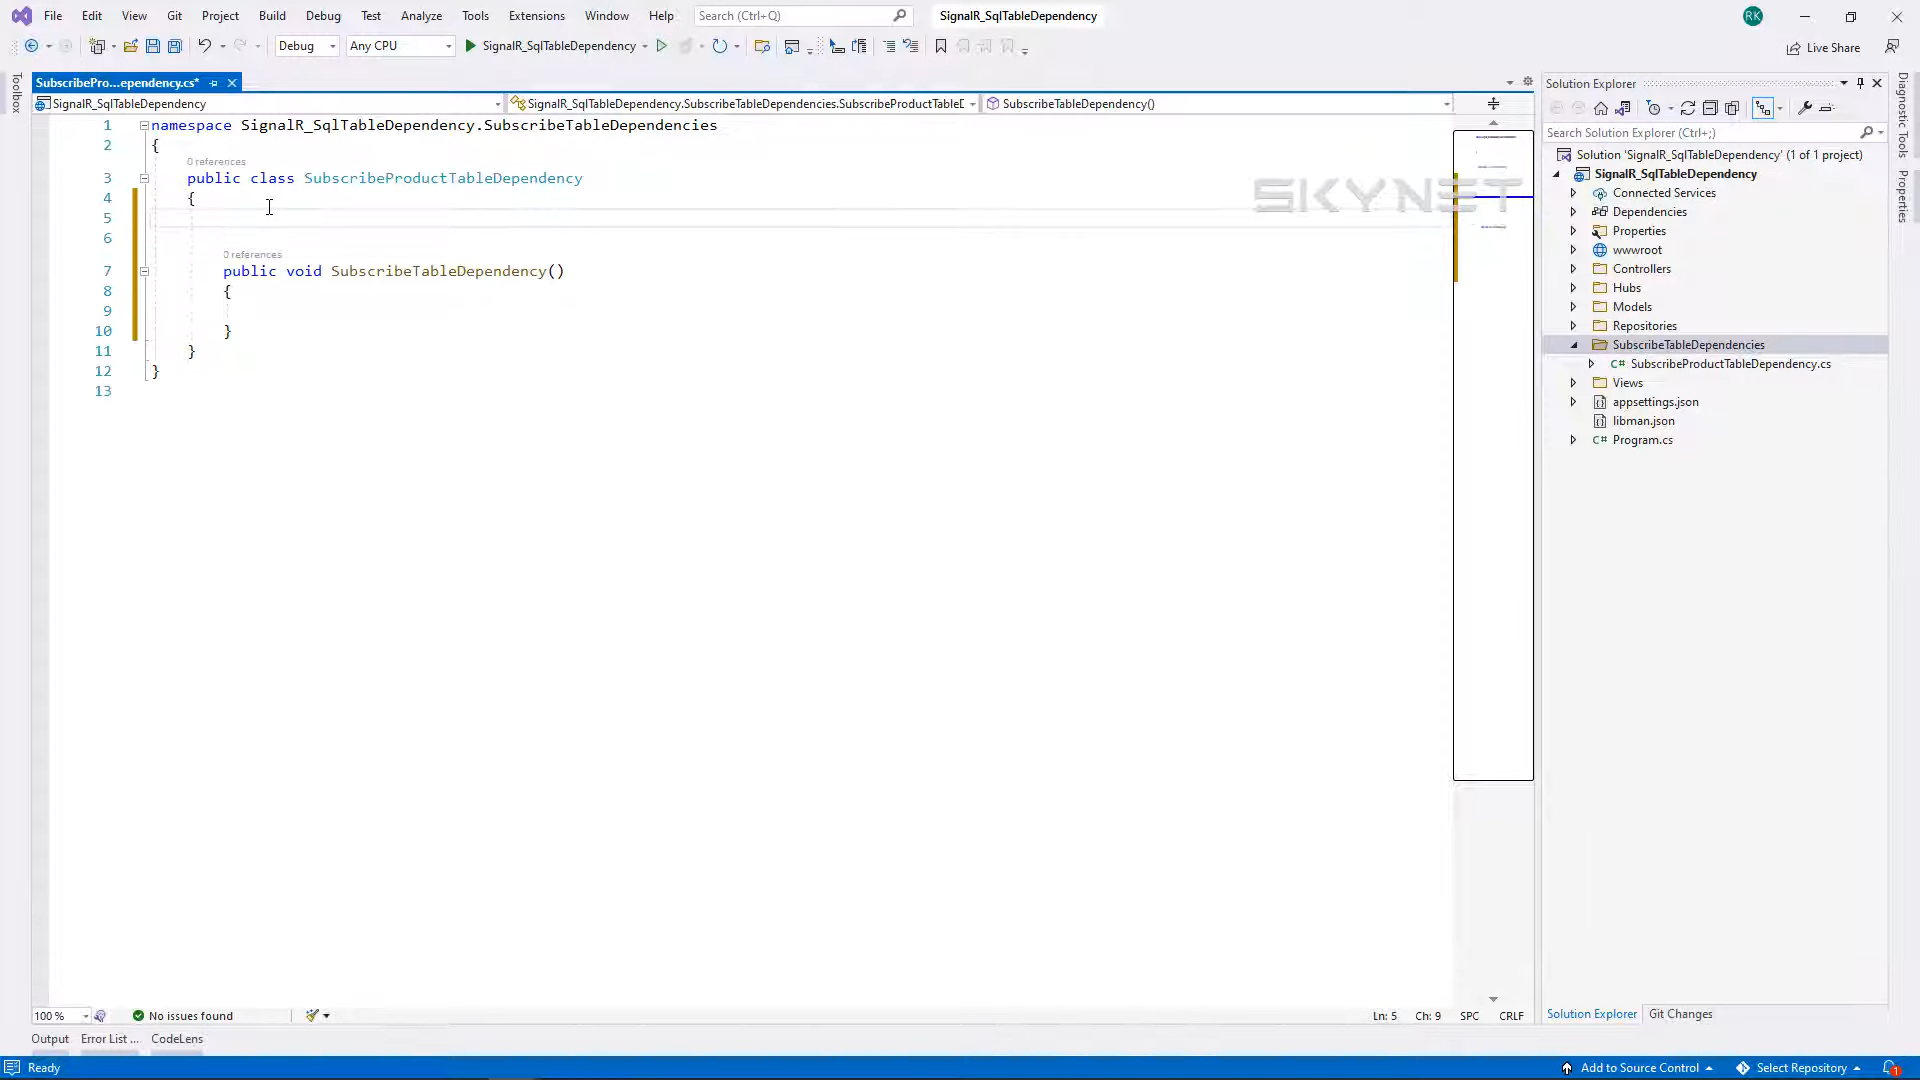 File Edit View Git Project Build Debug Test Analyze Tools Extensions Window Help Search (Ctrl+Q) SignalR_SqlTableDependency RK
Debug Any CPU SignalR_SqlTableDependency Live Share
Toolbox
SubscribePro...ependency.cs*
SignalR_SqlTableDependency SignalR_SqlTableDependency.SubscribeTableDependencies.SubscribeProductTableD SubscribeTableDependency()
1 namespace SignalR_SqlTableDependency.SubscribeTableDependencies
2 {
0 references
3 public class SubscribeProductTableDependency
4 {
5
6
0 references
7 public void SubscribeTableDependency()
8 {
9
10 }
11 }
12 }
13
SKYNET
Solution Explorer
Search Solution Explorer (Ctrl+;)
Solution 'SignalR_SqlTableDependency' (1 of 1 project)
SignalR_SqlTableDependency
Connected Services
Dependencies
Properties
wwwroot
Controllers
Hubs
Models
Repositories
SubscribeTableDependencies
C# SubscribeProductTableDependency.cs
Views
appsettings.json
libman.json
C# Program.cs
Diagnostic Tools
Properties
100 % No issues found Ln: 5 Ch: 9 SPC CRLF
Solution Explorer Git Changes
Output Error List ... CodeLens
Ready Add to Source Control Select Repository 1